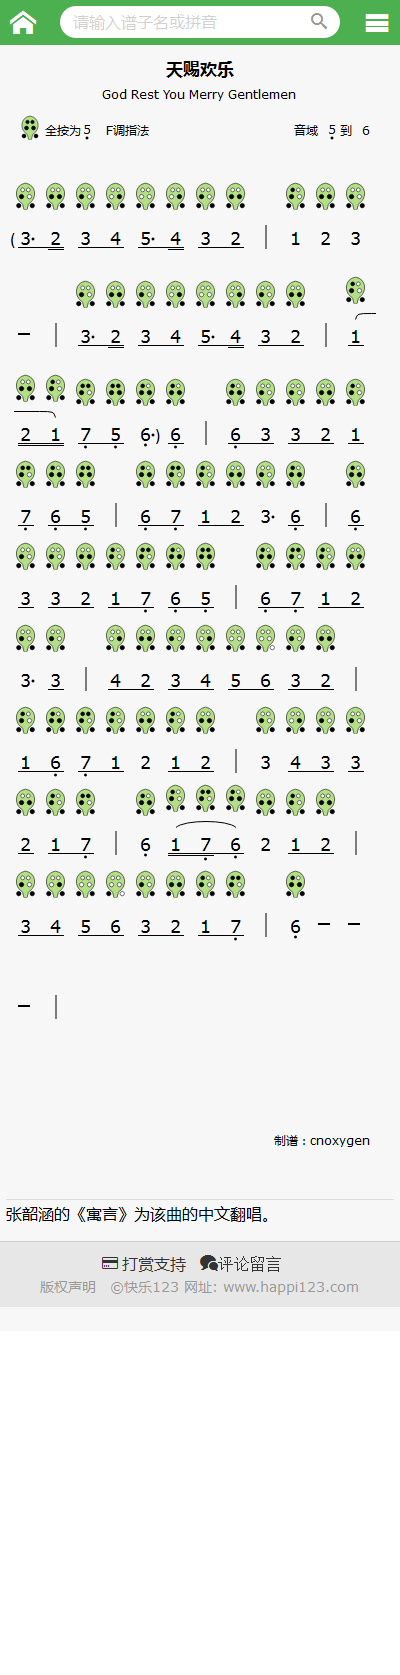 请输入谱子名或拼音
天赐欢乐
God Rest You Merry Gentlemen
全按为 5̣ F调指法 音域 5̣ 到 6
( 3· 2 3 4 5· 4 3 2 | 1 2 3
– | 3· 2 3 4 5· 4 3 2 | 1
2 1 7̣ 5̣ 6̣·) 6̣ | 6̣ 3 3 2 1
7̣ 6̣ 5̣ | 6̣ 7̣ 1 2 3· 6̣ | 6̣
3 3 2 1 7̣ 6̣ 5̣ | 6̣ 7̣ 1 2
3· 3 | 4 2 3 4 5 6 3 2 |
1 6̣ 7̣ 1 2 1 2 | 3 4 3 3
2 1 7̣ | 6̣ 1 7̣ 6̣ 2 1 2 |
3 4 5 6 3 2 1 7̣ | 6̣ – –
– |
制谱：cnoxygen
张韶涵的《寓言》为该曲的中文翻唱。
打赏支持 评论留言
版权声明 ©快乐123 网址: www.happi123.com